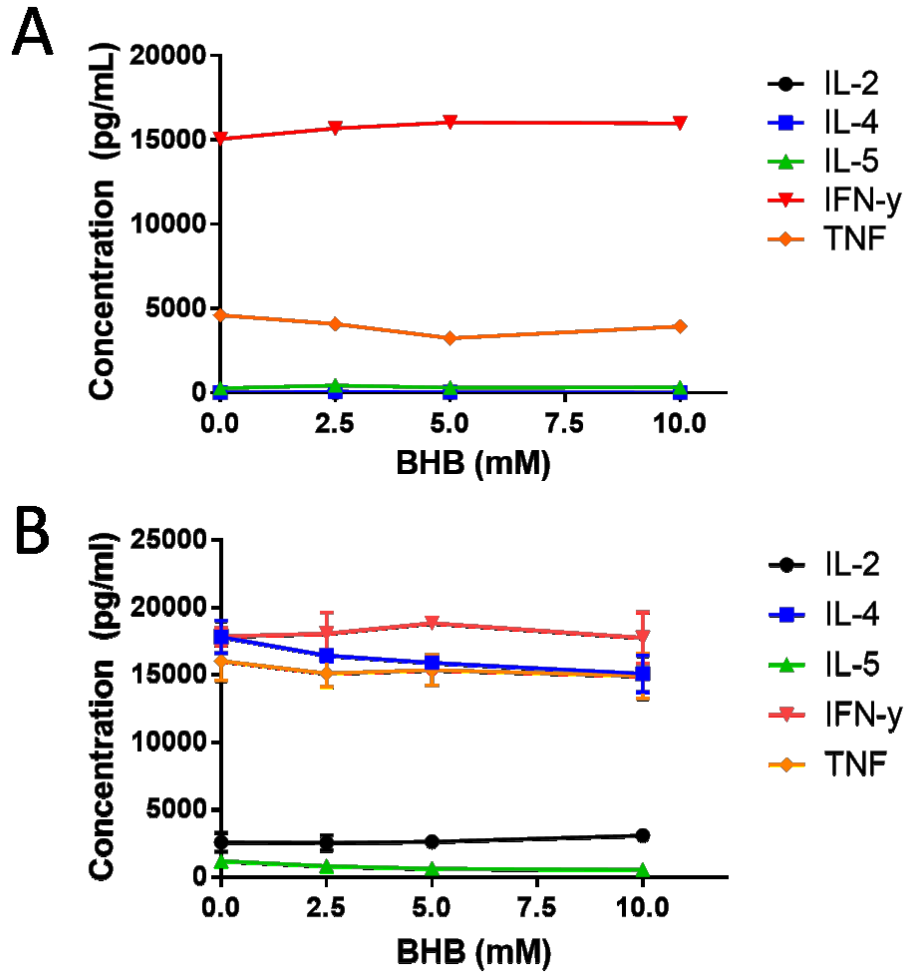 A
Concentration (pg/mL)
20000
15000
10000
5000
0
0.0 2.5 5.0 7.5 10.0
BHB (mM)
IL-2
IL-4
IL-5
IFN-y
TNF
B
Concentration (pg/ml)
25000
20000
15000
10000
5000
0
0.0 2.5 5.0 7.5 10.0
BHB (mM)
IL-2
IL-4
IL-5
IFN-y
TNF